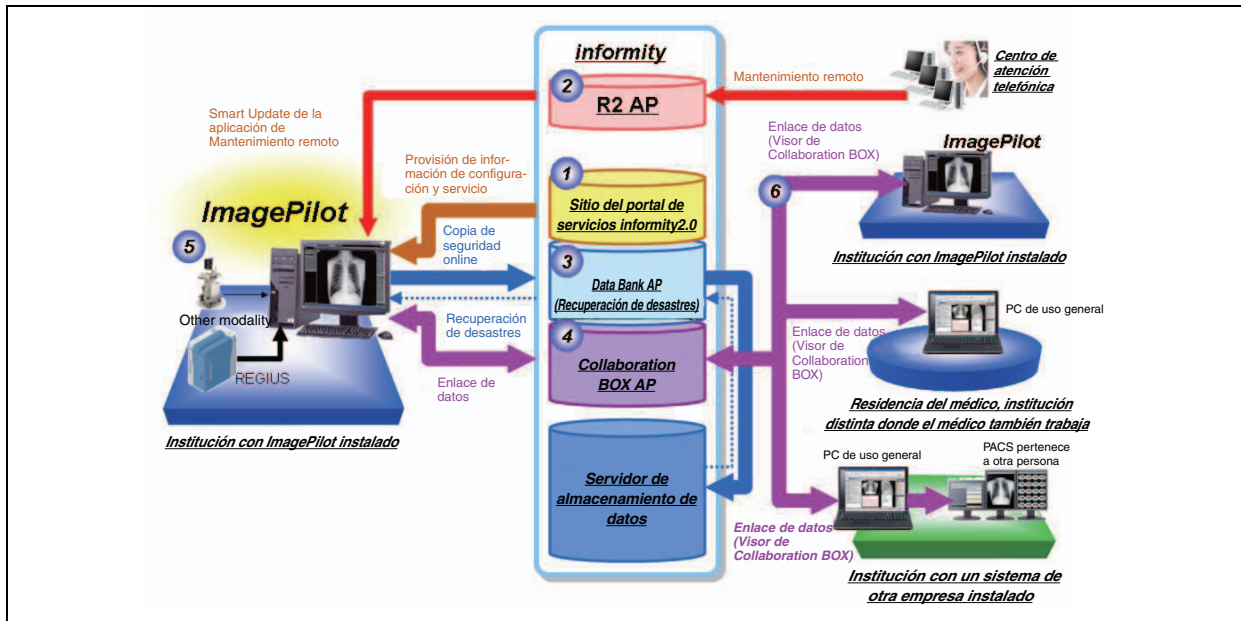 informity
2
R2 AP
Mantenimiento remoto
Centro de
atención
telefónica
Smart Update de la
aplicación de
Mantenimiento remoto
Provisión de infor-
mación de configura-
ción y servicio
1
Sitio del portal de
servicios informity2.0
ImagePilot
5
Other modality
REGIUS
Institución con ImagePilot instalado
Copia de
seguridad
online
3
Data Bank AP
(Recuperación de desastres)
Recuperación
de desastres
4
Collaboration
BOX AP
Enlace de
datos
Servidor de
almacenamiento de
datos
6
Enlace de datos
(Visor de
Collaboration BOX)
ImagePilot
Institución con ImagePilot instalado
Enlace de datos
(Visor de
Collaboration
BOX)
PC de uso general
Residencia del médico, institución
distinta donde el médico también trabaja
PC de uso general
PACS pertenece
a otra persona
Enlace de datos
(Visor de
Collaboration BOX)
Institución con un sistema de
otra empresa instalado